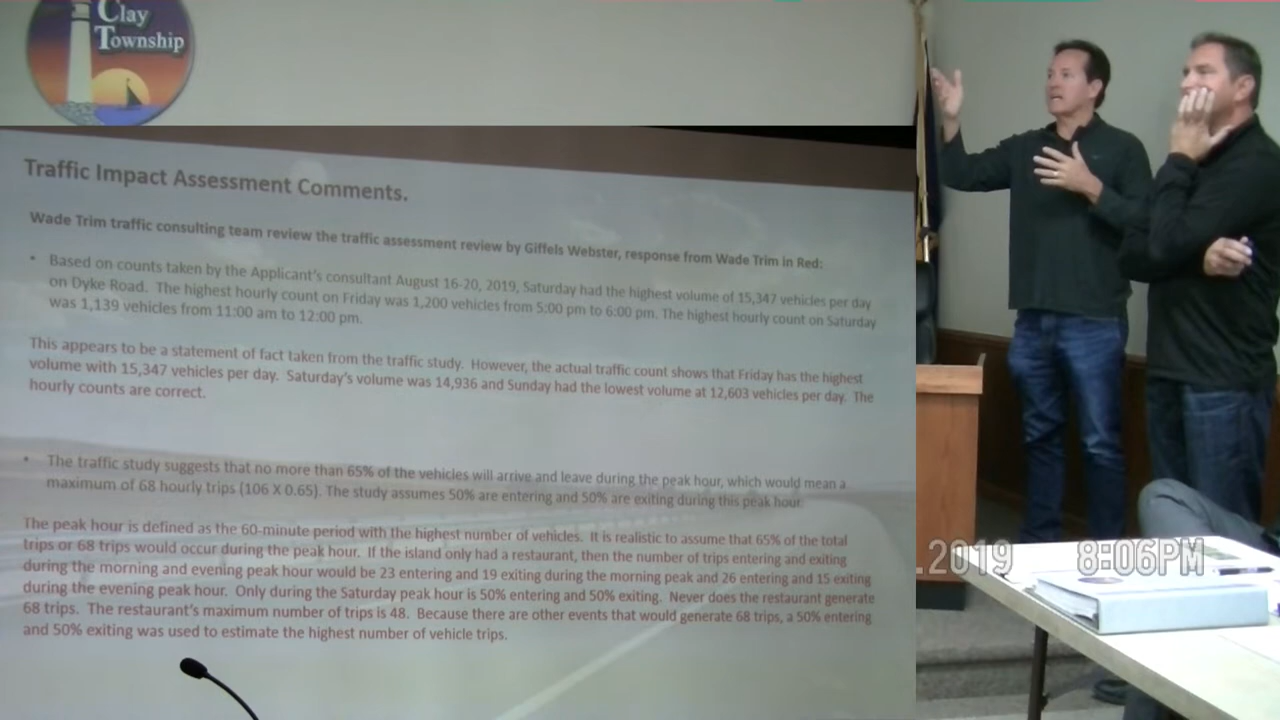 Clay
Township
Traffic Impact Assessment Comments.
Wade Trim traffic consulting team review the traffic assessment review by Giffels Webster, response from Wade Trim in Red:
• Based on counts taken by the Applicant's consultant August 16-20, 2019, Saturday had the highest volume of 15,347 vehicles per day
on Dyke Road. The highest hourly count on Friday was 1,200 vehicles from 5:00 pm to 6:00 pm. The highest hourly count on Saturday
was 1,139 vehicles from 11:00 am to 12:00 pm.
This appears to be a statement of fact taken from the traffic study. However, the actual traffic count shows that Friday has the highest
volume with 15,347 vehicles per day. Saturday's volume was 14,936 and Sunday had the lowest volume at 12,603 vehicles per day. The
hourly counts are correct.
• The traffic study suggests that no more than 65% of the vehicles will arrive and leave during the peak hour, which would mean a
maximum of 68 hourly trips (106 X 0.65). The study assumes 50% are entering and 50% are exiting during this peak hour.
The peak hour is defined as the 60-minute period with the highest number of vehicles. It is realistic to assume that 65% of the total
trips or 68 trips would occur during the peak hour. If the island only had a restaurant, then the number of trips entering and exiting
during the morning and evening peak hour would be 23 entering and 19 exiting during the morning peak and 26 entering and 15 exiting
during the evening peak hour. Only during the Saturday peak hour is 50% entering and 50% exiting. Never does the restaurant generate
68 trips. The restaurant's maximum number of trips is 48. Because there are other events that would generate 68 trips, a 50% entering
and 50% exiting was used to estimate the highest number of vehicle trips.
.2019 8:06PM